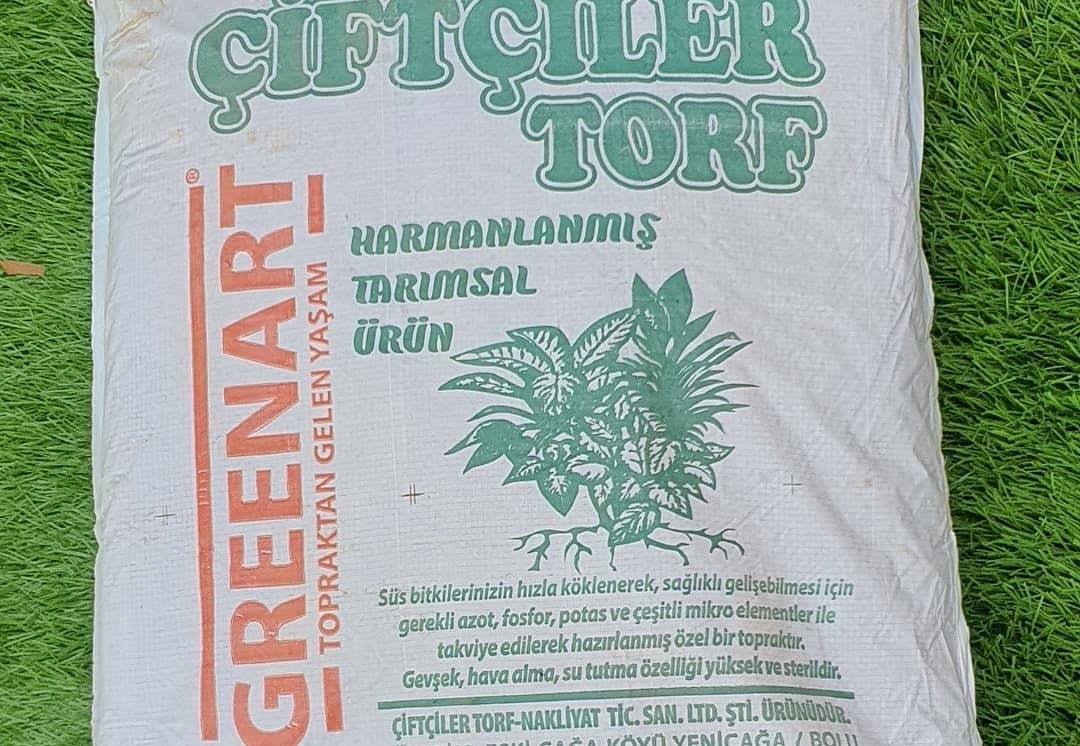 ÇİFTÇİLER
TORF
GREENART®
TOPRAKTAN GELEN YAŞAM
HARMANLANMIŞ
TARIMSAL
ÜRÜN
Süs bitkilerinizin hızla köklenerek, sağlıklı gelişebilmesi için
gerekli azot, fosfor, potas ve çeşitli mikro elementler ile
takviye edilerek hazırlanmış özel bir topraktır.
Gevşek, hava alma, su tutma özelliği yüksek ve sterildir.
ÇİFTÇİLER TORF-NAKLİYAT TİC. SAN. LTD. ŞTİ. ÜRÜNÜDÜR.
ESKİ ÇAĞA KÖYÜ YENİÇAĞA / BOLU